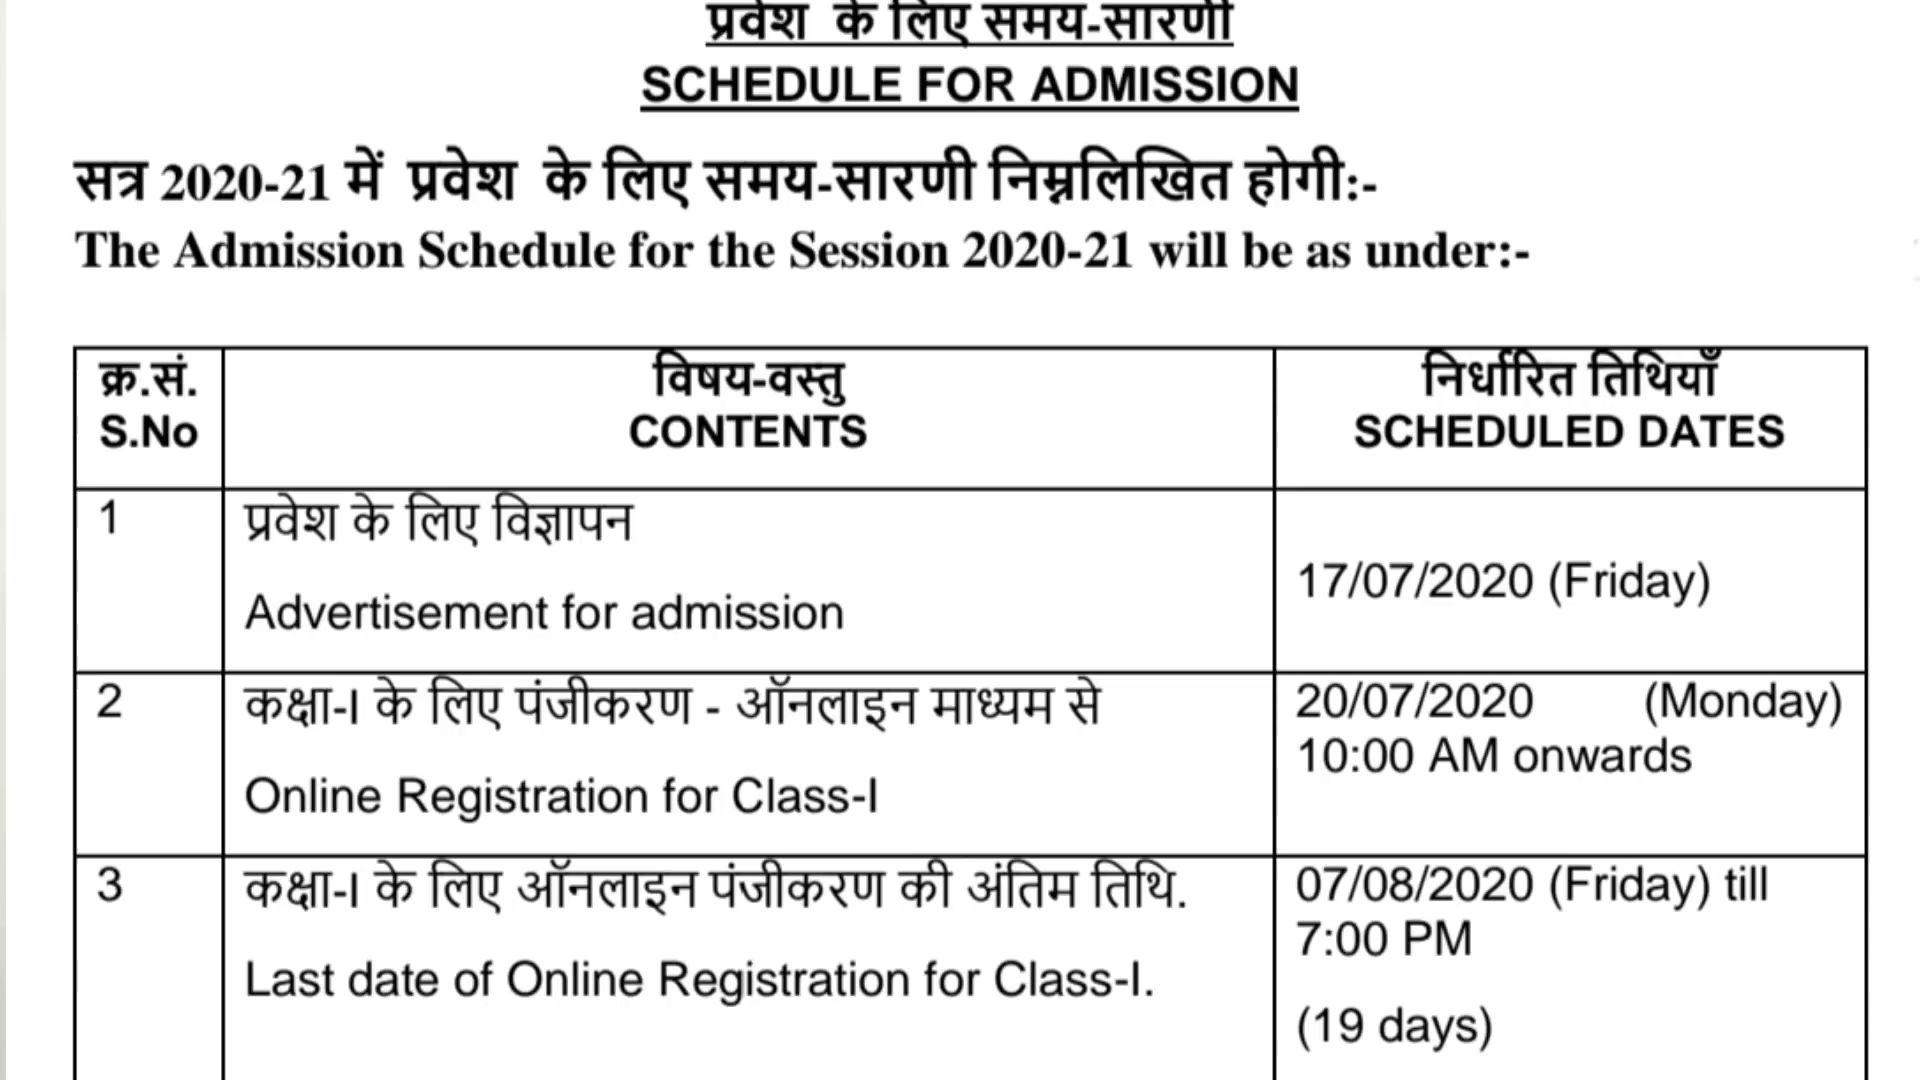 प्रवेश के लिए समय-सारणी
SCHEDULE FOR ADMISSION
सत्र 2020-21 में प्रवेश के लिए समय-सारणी निम्नलिखित होगी:-
The Admission Schedule for the Session 2020-21 will be as under:-
क्र.सं.
S.No
विषय-वस्तु
CONTENTS
निर्धारित तिथियाँ
SCHEDULED DATES
1
प्रवेश के लिए विज्ञापन
Advertisement for admission
17/07/2020 (Friday)
2
कक्षा-I के लिए पंजीकरण - ऑनलाइन माध्यम से
Online Registration for Class-I
20/07/2020 (Monday)
10:00 AM onwards
3
कक्षा-I के लिए ऑनलाइन पंजीकरण की अंतिम तिथि.
Last date of Online Registration for Class-I.
07/08/2020 (Friday) till
7:00 PM
(19 days)